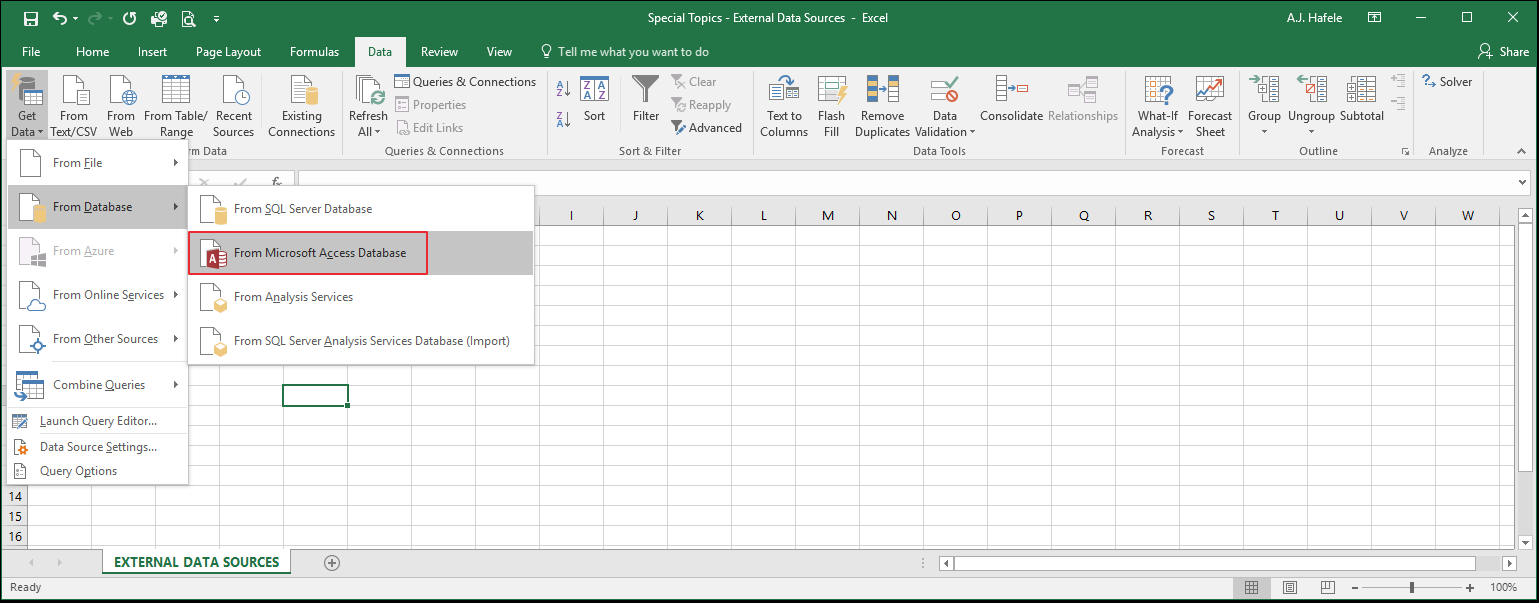 Special Topics - External Data Sources - Excel
A.J. Hafele
File Home Insert Page Layout Formulas Data Review View Tell me what you want to do Share
Get Data
From Text/CSV
From Web
From Table/ Range
Recent Sources
Existing Connections
Refresh All
Queries & Connections
Properties
Edit Links
Queries & Connections
A Z
Z A
Z A A Z
Sort
Filter
Clear
Reapply
Advanced
Sort & Filter
Text to Columns
Flash Fill
Remove Duplicates
Data Validation
Consolidate
Relationships
Data Tools
What-If Analysis
Forecast Sheet
Forecast
Group
Ungroup
Subtotal
Outline
Solver
Analyze
rm Data
fx
From File
From Database
From Azure
From Online Services
From Other Sources
Combine Queries
Launch Query Editor...
Data Source Settings...
Query Options
From SQL Server Database
A From Microsoft Access Database
From Analysis Services
From SQL Server Analysis Services Database (Import)
I J K L M N O P Q R S T U V W
14
15
16
EXTERNAL DATA SOURCES
Ready
100%